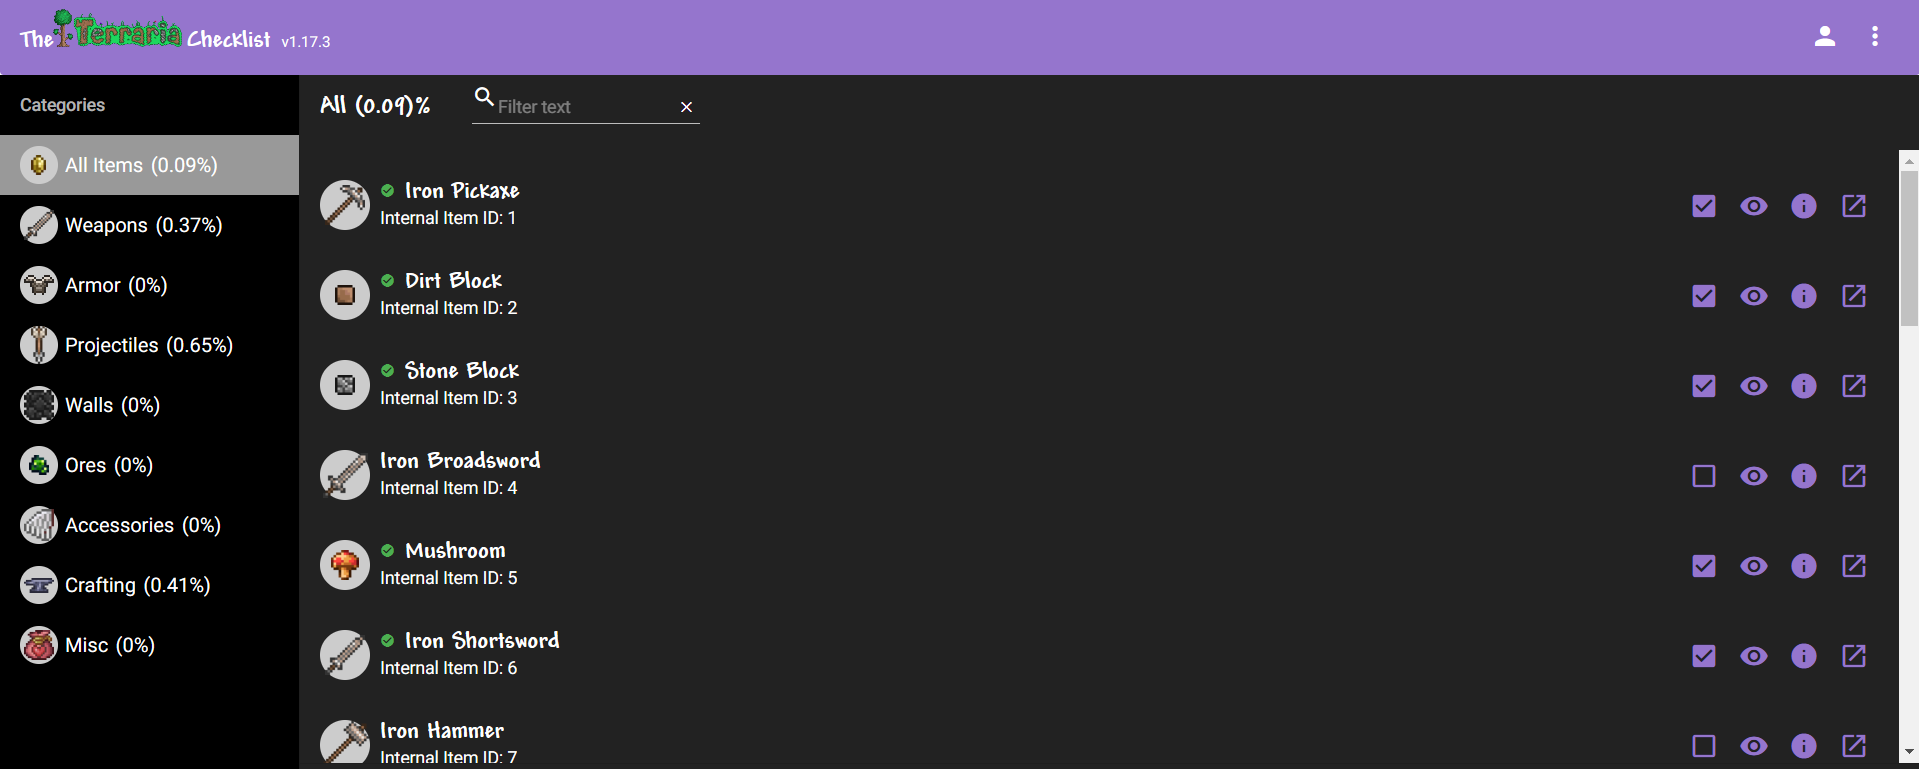 The Terraria Checklist v1.17.3
Categories
All Items (0.09%)
Weapons (0.37%)
Armor (0%)
Projectiles (0.65%)
Walls (0%)
Ores (0%)
Accessories (0%)
Crafting (0.41%)
Misc (0%)
All (0.09)%
Filter text
Iron Pickaxe
Internal Item ID: 1
Dirt Block
Internal Item ID: 2
Stone Block
Internal Item ID: 3
Iron Broadsword
Internal Item ID: 4
Mushroom
Internal Item ID: 5
Iron Shortsword
Internal Item ID: 6
Iron Hammer
Internal Item ID: 7